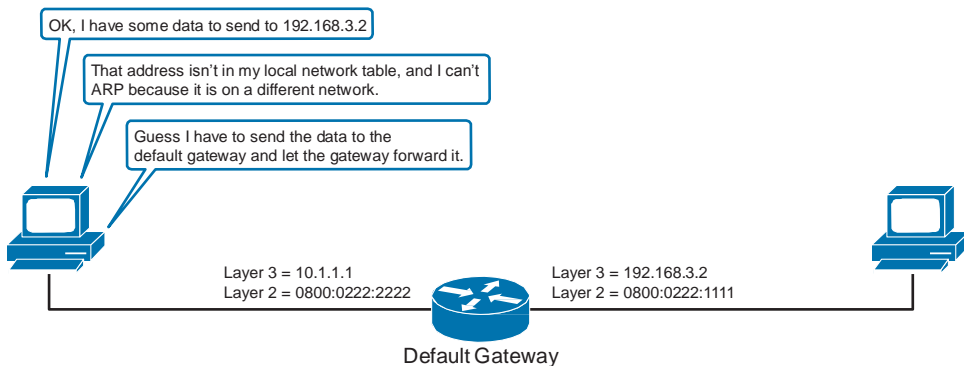 OK, I have some data to send to 192.168.3.2
That address isn't in my local network table, and I can't
ARP because it is on a different network.
Guess I have to send the data to the
default gateway and let the gateway forward it.
Layer 3 = 10.1.1.1
Layer 2 = 0800:0222:2222
Layer 3 = 192.168.3.2
Layer 2 = 0800:0222:1111
Default Gateway